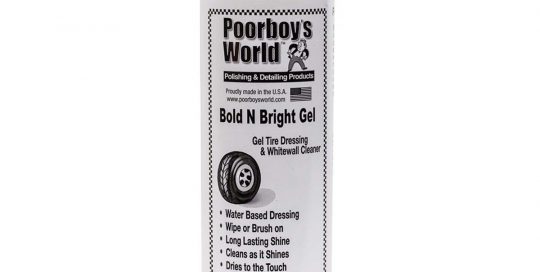 Poorboy's
World™
Polishing & Detailing Products
Proudly made in the U.S.A.
www.poorboysworld.com
Bold N Bright Gel
Gel Tire Dressing
& Whitewall Cleaner
• Water Based Dressing
• Wipe or Brush on
• Long Lasting Shine
• Cleans as it Shines
• Dries to the Touch